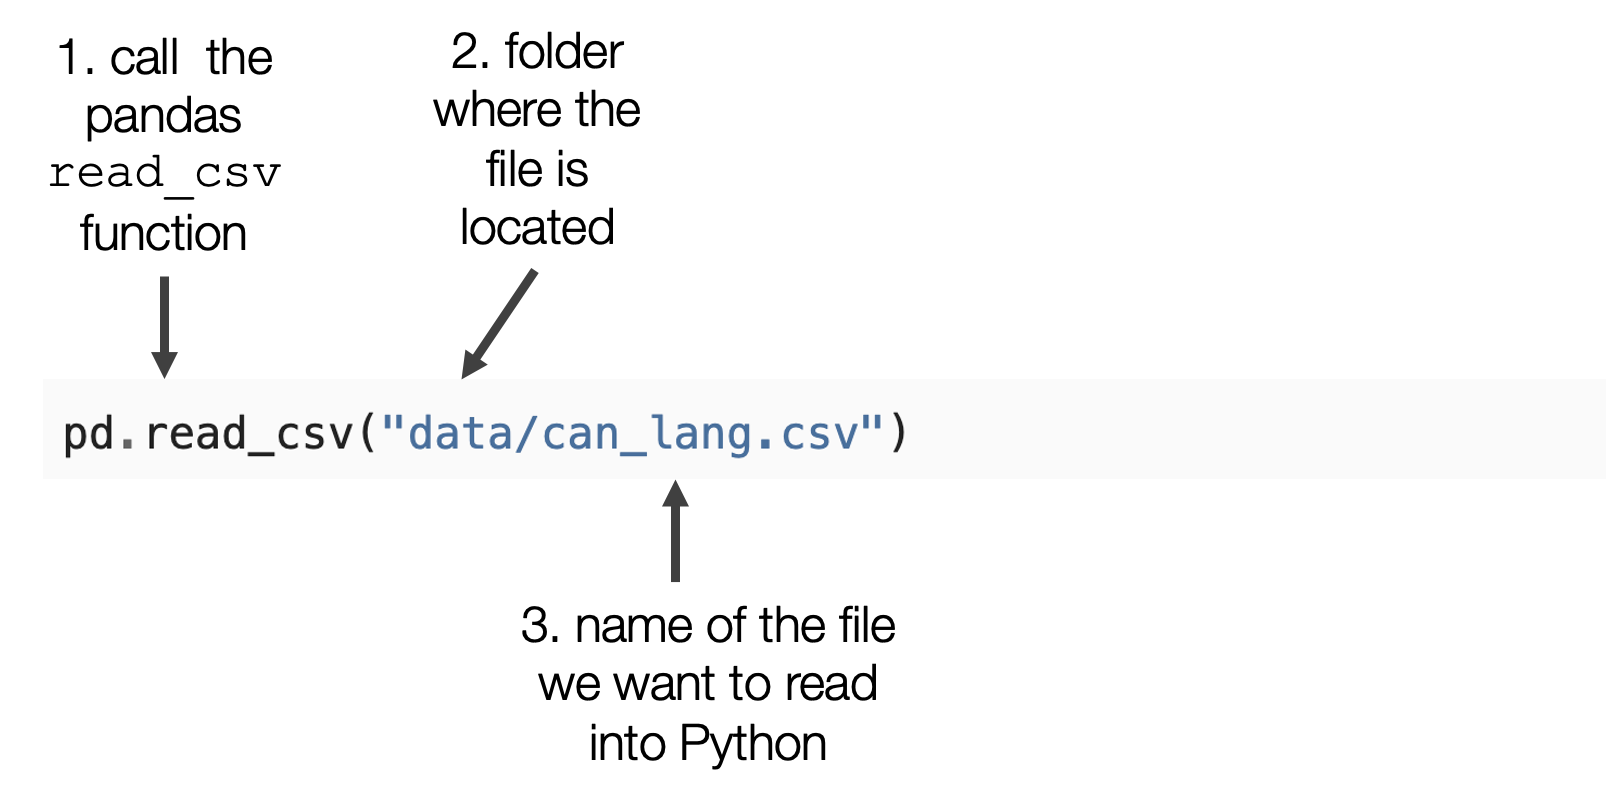 1. call the
pandas
read_csv
function
2. folder
where the
file is
located
pd.read_csv("data/can_lang.csv")
3. name of the file
we want to read
into Python